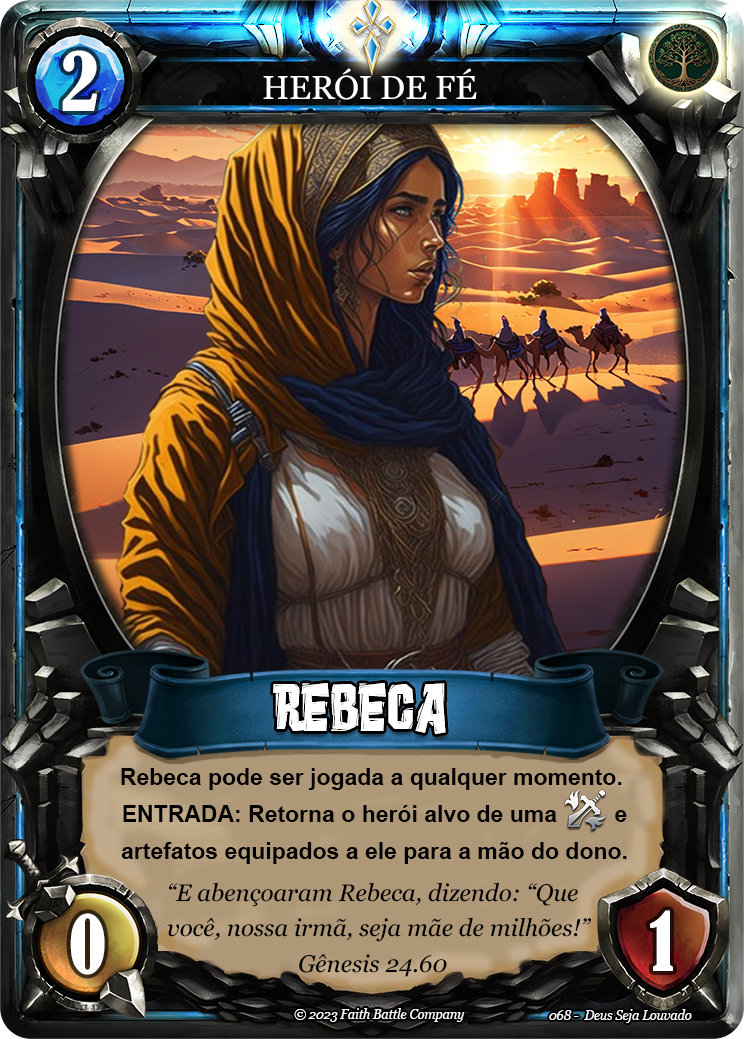 2
HERÓI DE FÉ
REBECA
Rebeca pode ser jogada a qualquer momento.
ENTRADA: Retorna o herói alvo de uma e
artefatos equipados a ele para a mão do dono.
“E abençoaram Rebeca, dizendo: “Que
você, nossa irmã, seja mãe de milhões!”
Gênesis 24.60
0
1
© 2023 Faith Battle Company
068 - Deus Seja Louvado